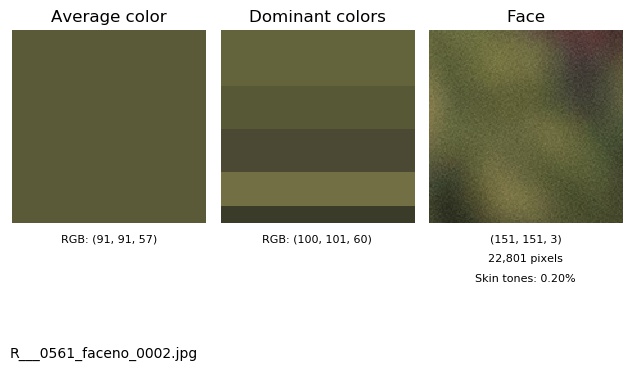 Average color
Dominant colors
Face
RGB: (91, 91, 57)
RGB: (100, 101, 60)
(151, 151, 3)
22,801 pixels
Skin tones: 0.20%
R___0561_faceno_0002.jpg